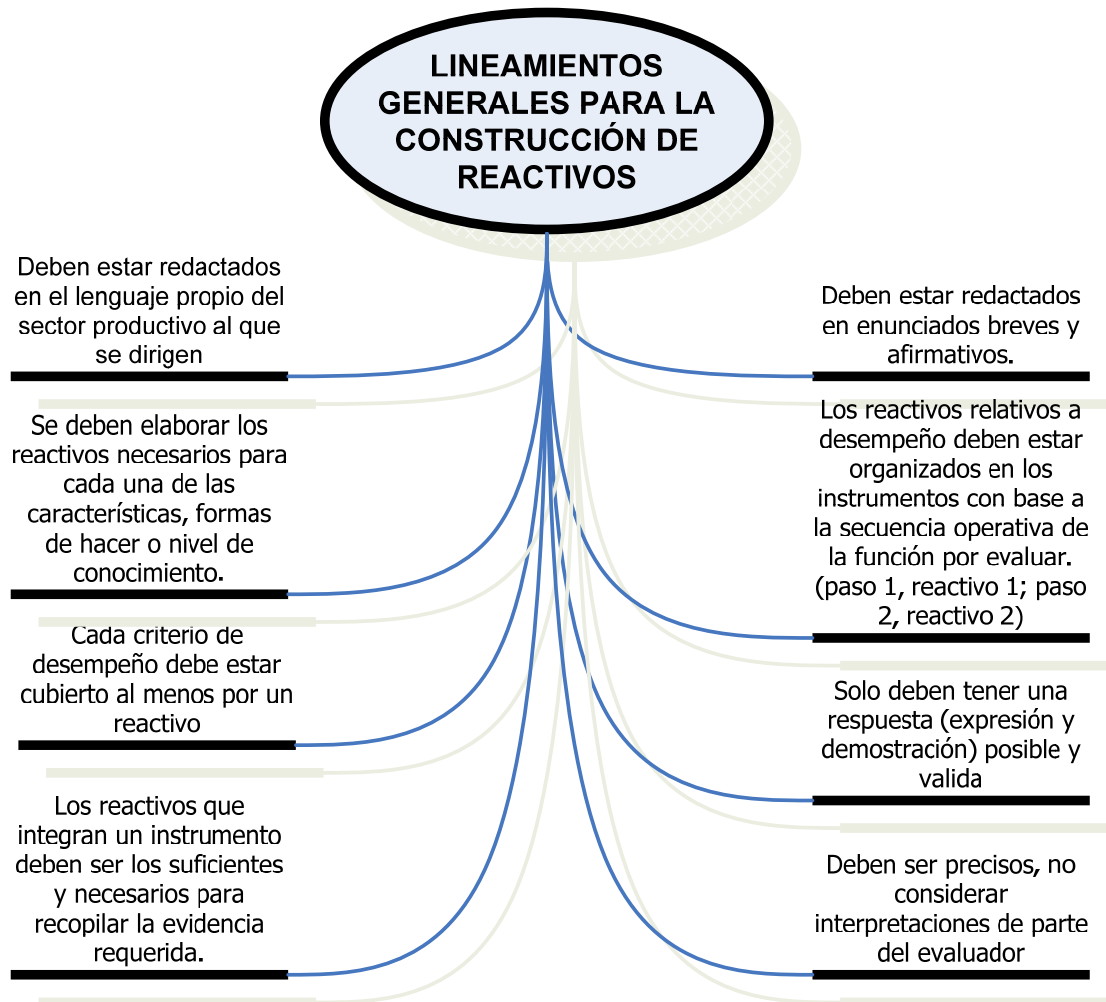 LINEAMIENTOS
GENERALES PARA LA
CONSTRUCCIÓN DE
REACTIVOS
Deben estar redactados
en el lenguaje propio del
sector productivo al que
se dirigen
Se deben elaborar los
reactivos necesarios para
cada una de las
características, formas
de hacer o nivel de
conocimiento.
Cada criterio de
desempeño debe estar
cubierto al menos por un
reactivo
Los reactivos que
integran un instrumento
deben ser los suficientes
y necesarios para
recopilar la evidencia
requerida.
Deben estar redactados
en enunciados breves y
afirmativos.
Los reactivos relativos a
desempeño deben estar
organizados en los
instrumentos con base a
la secuencia operativa de
la función por evaluar.
(paso 1, reactivo 1; paso
2, reactivo 2)
Solo deben tener una
respuesta (expresión y
demostración) posible y
valida
Deben ser precisos, no
considerar
interpretaciones de parte
del evaluador